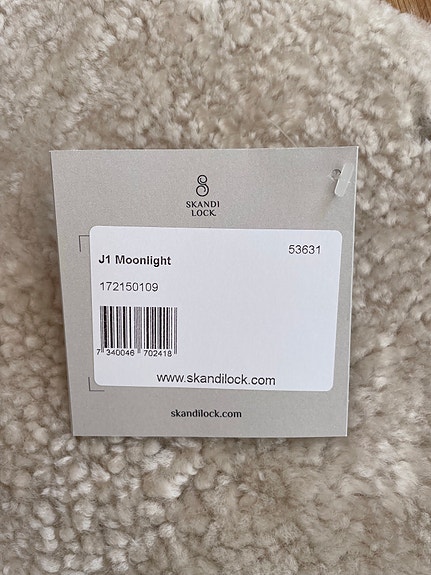 SKANDI
LOCK.
53631
J1 Moonlight
172150109
7 340046 702418
www.skandilock.com
skandilock.com